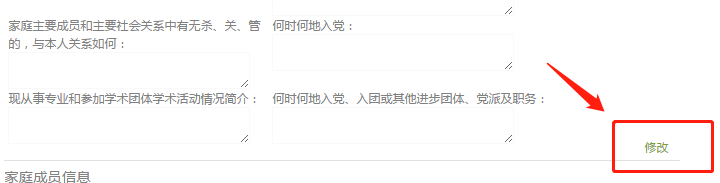 家庭主要成员和主要社会关系中有无杀、关、管
的，与本人关系如何：
何时何地入党：
现从事专业和参加学术团体学术活动情况简介：
何时何地入党、入团或其他进步团体、党派及职务：
修改
家庭成员信息